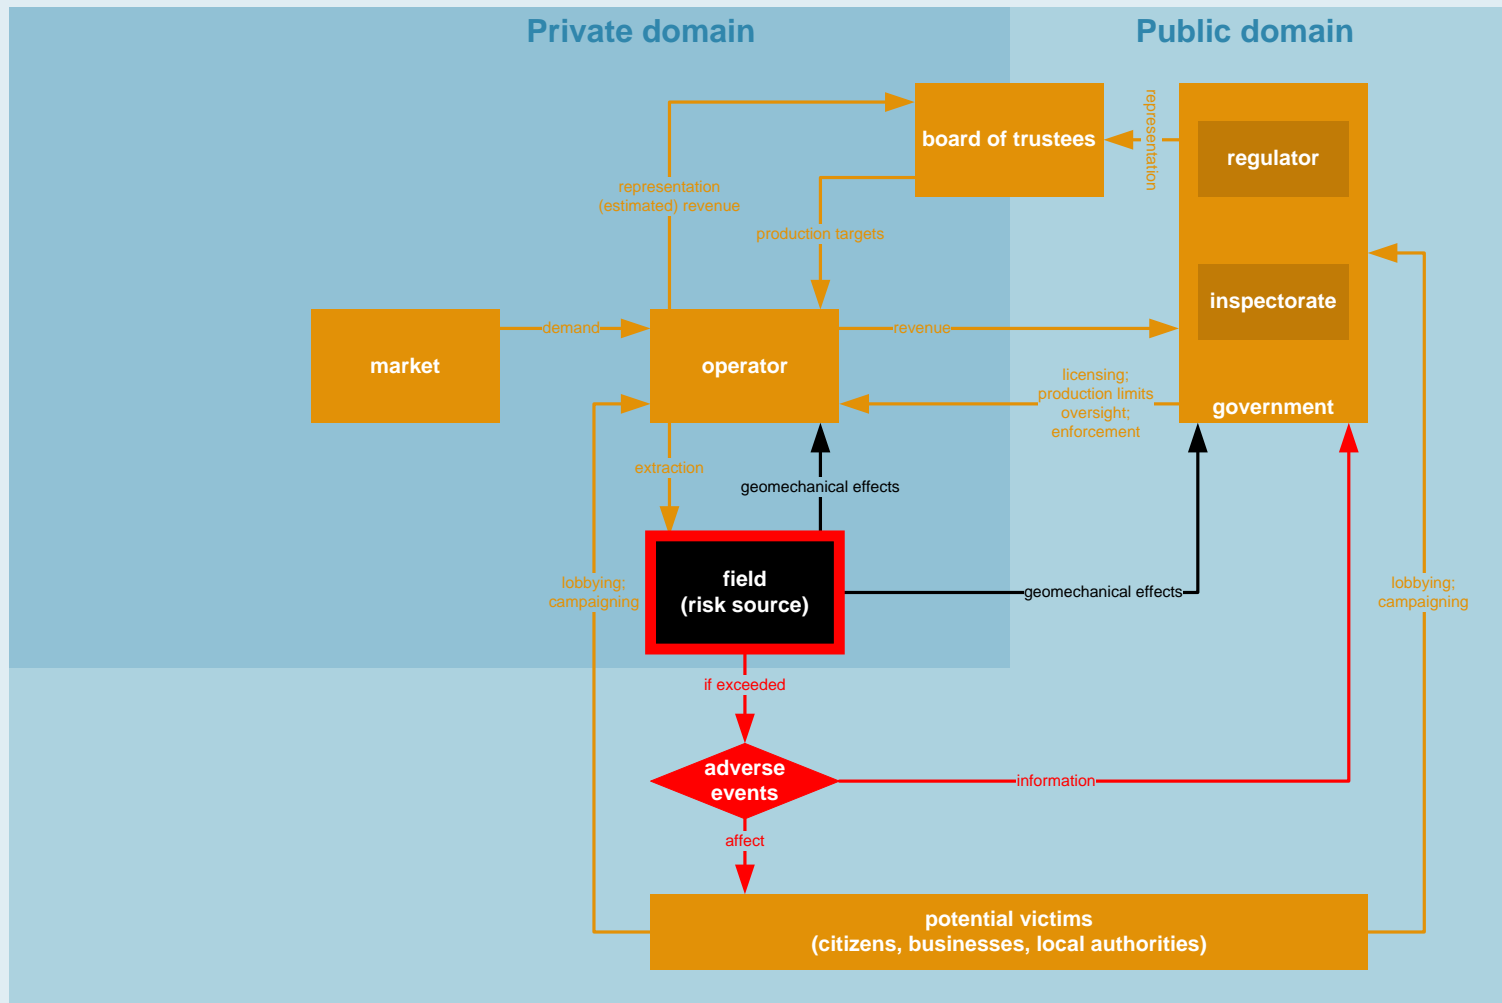 Private domain
Public domain
board of trustees
representation
regulator
representation
(estimated) revenue
production targets
inspectorate
market
demand
operator
revenue
licensing;
production limits
oversight;
enforcement
government
extraction
geomechanical effects
field
(risk source)
geomechanical effects
lobbying;
campaigning
lobbying;
campaigning
if exceeded
adverse
events
information
affect
potential victims
(citizens, businesses, local authorities)